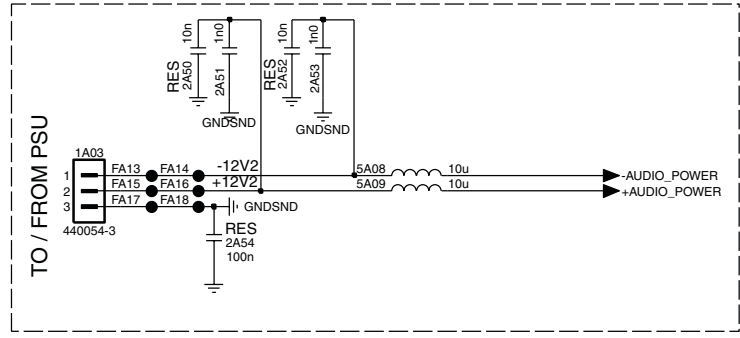 10n
RES
2A50
1n0
2A51
GNDSND
10n
RES
2A52
1n0
2A53
GNDSND
TO / FROM PSU
1A03
1
2
3
440054-3
FA13
FA14
-12V2
5A08
10u
-AUDIO_POWER
FA15
FA16
+12V2
5A09
10u
+AUDIO_POWER
FA17
FA18
GNDSND
RES
2A54
100n